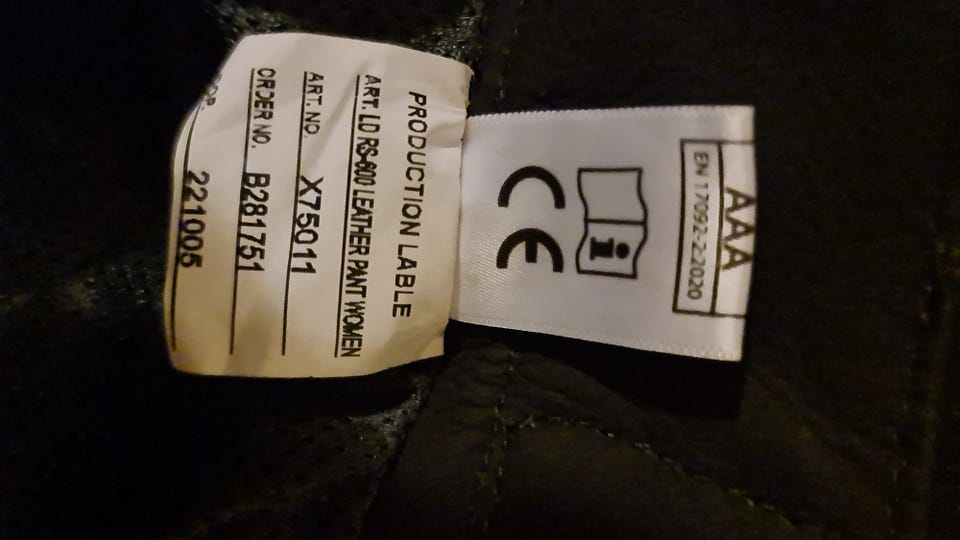 PRODUCTION LABLE
ART. LD RS-600 LEATHER PANT WOMEN
ART. NO. X75011
ORDER NO. B281751
221005
CE
i
AAA
EN 17092-2:2020